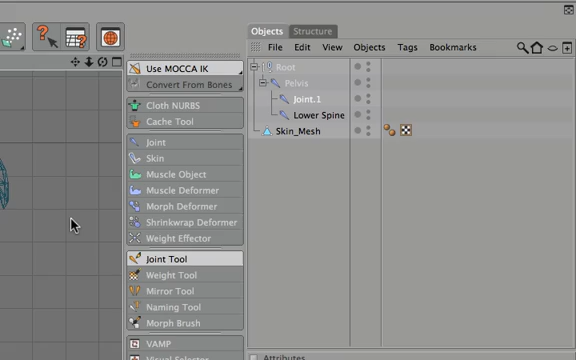 Objects
Structure
File
Edit
View
Objects
Tags
Bookmarks
Use MOCCA IK
Convert From Bones
Cloth NURBS
Cache Tool
Joint
Skin
Muscle Object
Muscle Deformer
Morph Deformer
Shrinkwrap Deformer
Weight Effector
Joint Tool
Weight Tool
Mirror Tool
Naming Tool
Morph Brush
VAMP
Visual Selector
Root
Pelvis
Joint.1
Lower Spine
Skin_Mesh
Attributes